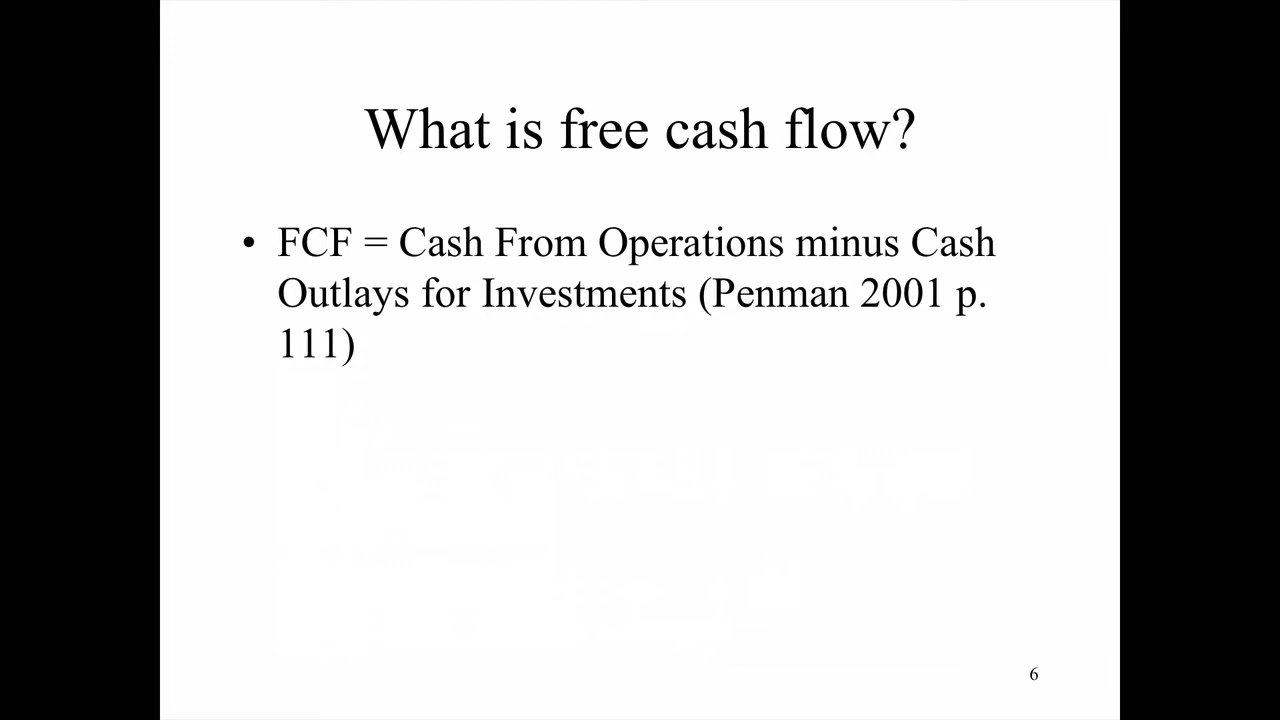 What is free cash flow?
• FCF = Cash From Operations minus Cash
Outlays for Investments (Penman 2001 p.
111)
6